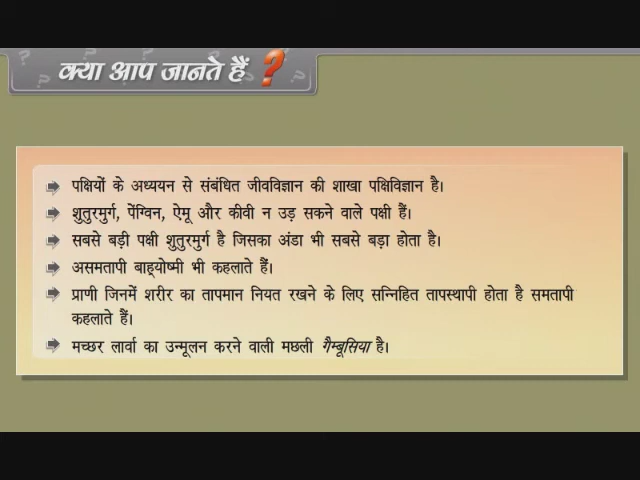 क्या आप जानते हैं ?
पक्षियों के अध्ययन से संबंधित जीवविज्ञान की शाखा पक्षिविज्ञान है।
शुतुरमुर्ग, पेंग्विन, ऐमू और कीवी न उड़ सकने वाले पक्षी हैं।
सबसे बड़ी पक्षी शुतुरमुर्ग है जिसका अंडा भी सबसे बड़ा होता है।
असमतापी बाह्योष्मी भी कहलाते हैं।
प्राणी जिनमें शरीर का तापमान नियत रखने के लिए सन्निहित तापस्थापी होता है समतापी
कहलाते हैं।
मच्छर लार्वा का उन्मूलन करने वाली मछली गैम्बूसिया है।